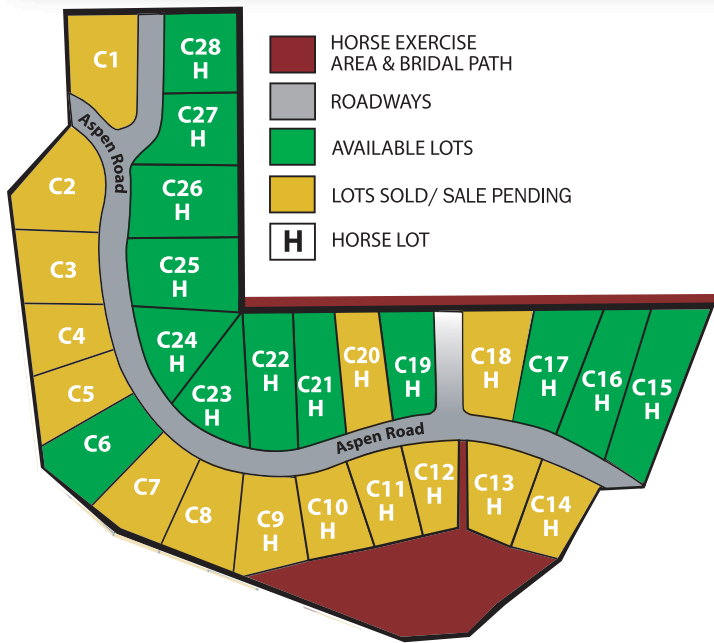 C1
C28
H
HORSE EXERCISE
AREA & BRIDAL PATH
ROADWAYS
AVAILABLE LOTS
LOTS SOLD/ SALE PENDING
H HORSE LOT
C27
H
Aspen Road
C2
C26
H
C3
C25
H
C4
C24
H
C5
C23
H
C22
H
C21
H
C20
H
C19
H
C18
H
C17
H
C16
H
C15
H
Aspen Road
C6
C7
C8
C9
H
C10
H
C11
H
C12
H
C13
H
C14
H